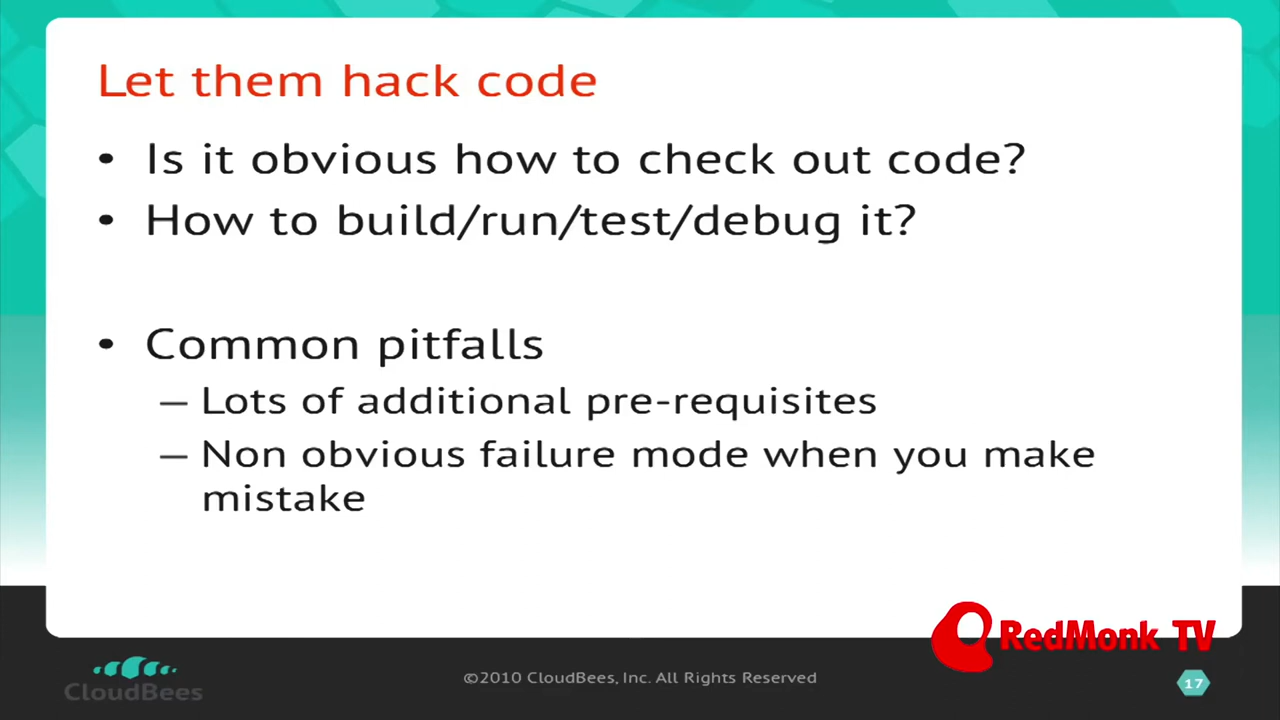 Let them hack code
• Is it obvious how to check out code?
• How to build/run/test/debug it?
• Common pitfalls
– Lots of additional pre-requisites
– Non obvious failure mode when you make
mistake
RedMonk TV
CloudBees
©2010 CloudBees, Inc. All Rights Reserved
17